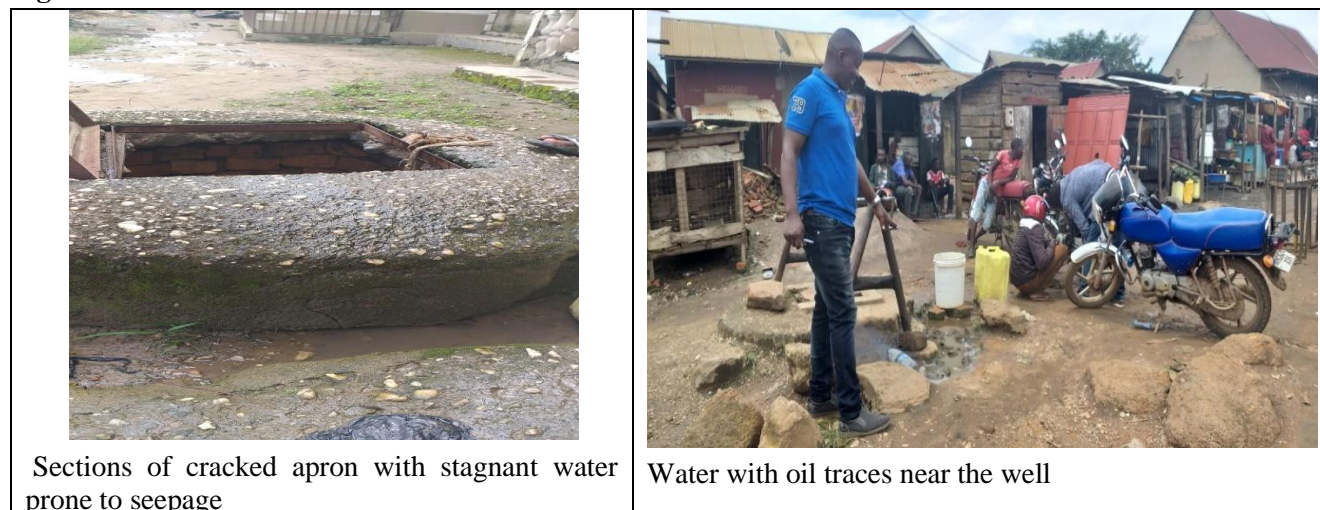 Sections of cracked apron with stagnant water
prone to seepage
Water with oil traces near the well